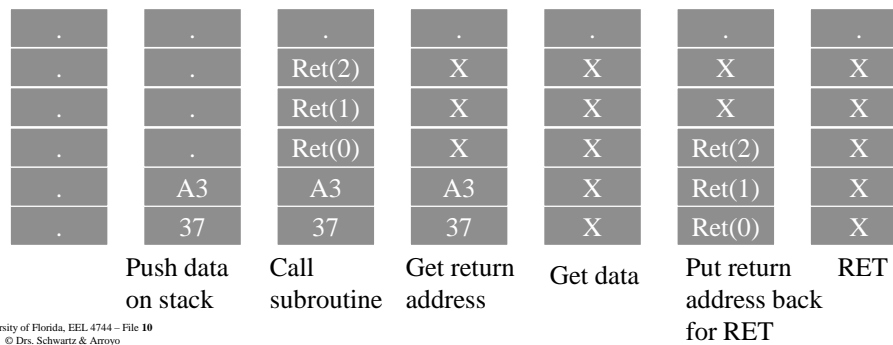 . . . . . . .
. . Ret(2) X X X X
. . Ret(1) X X X X
. . Ret(0) X X Ret(2) X
. A3 A3 A3 X Ret(1) X
. 37 37 37 X Ret(0) X
Push data on stack
Call subroutine
Get return address
Get data
Put return address back for RET
RET
rsity of Florida, EEL 4744 – File 10
© Drs. Schwartz & Arroyo